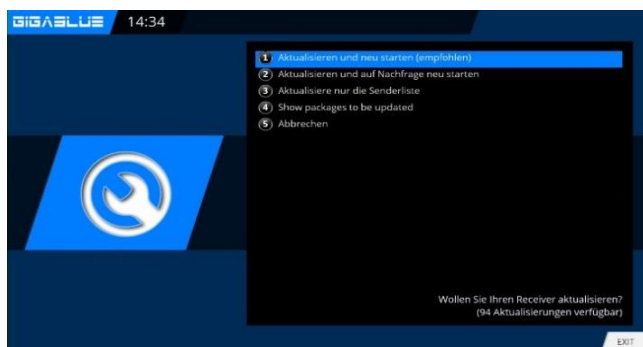 GIGABLUE 14:34
1 Aktualisieren und neu starten (empfohlen)
2 Aktualisieren und auf Nachfrage neu starten
3 Aktualisiere nur die Senderliste
4 Show packages to be updated
5 Abbrechen
Wollen Sie Ihren Receiver aktualisieren?
(94 Aktualisierungen verfügbar)
EXIT